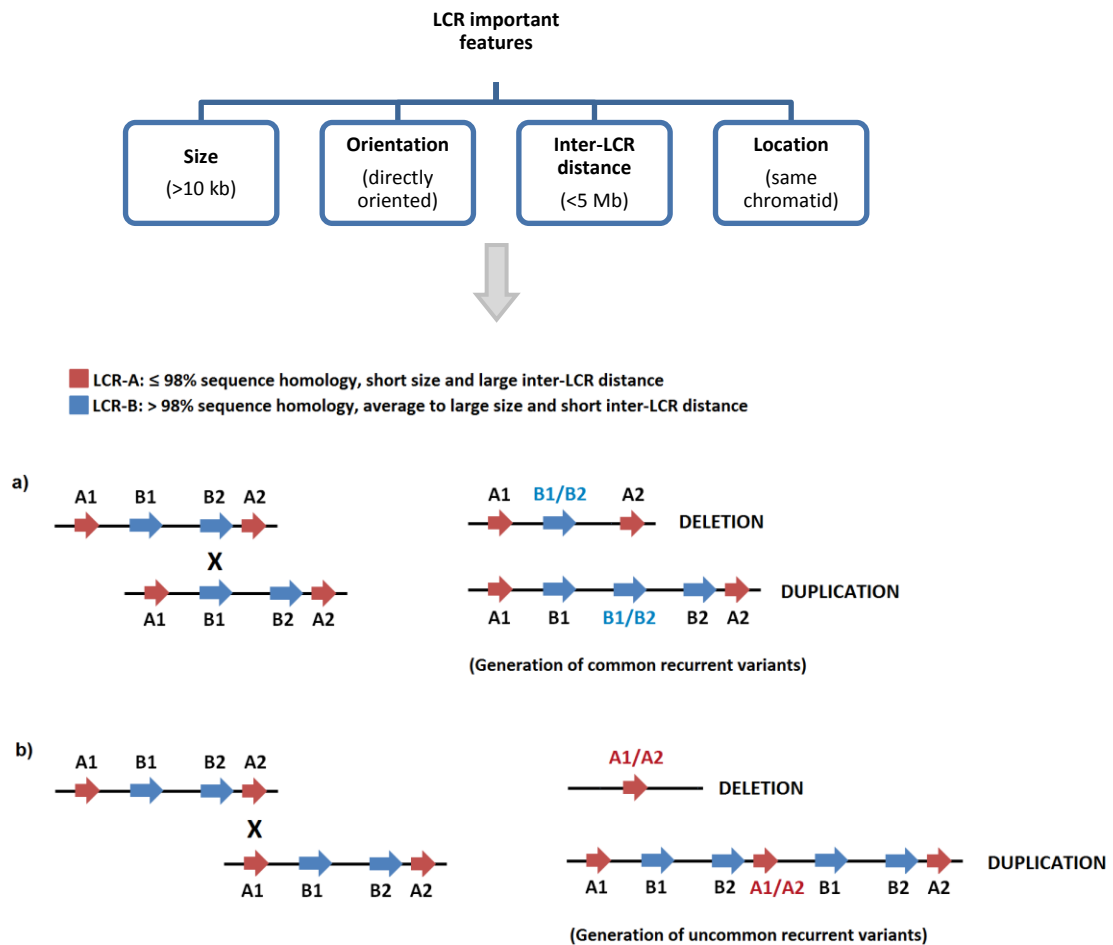 LCR important
features
Size
(>10 kb)
Orientation
(directly
oriented)
Inter-LCR
distance
(<5 Mb)
Location
(same
chromatid)
LCR-A: ≤ 98% sequence homology, short size and large inter-LCR distance
LCR-B: > 98% sequence homology, average to large size and short inter-LCR distance
a)
A1 B1 B2 A2
X
A1 B1 B2 A2
A1 B1/B2 A2
DELETION
DUPLICATION
A1 B1 B1/B2 B2 A2
(Generation of common recurrent variants)
b)
A1 B1 B2 A2
X
A1 B1 B2 A2
A1/A2
DELETION
DUPLICATION
A1 B1 B2 A1/A2 B1 B2 A2
(Generation of uncommon recurrent variants)